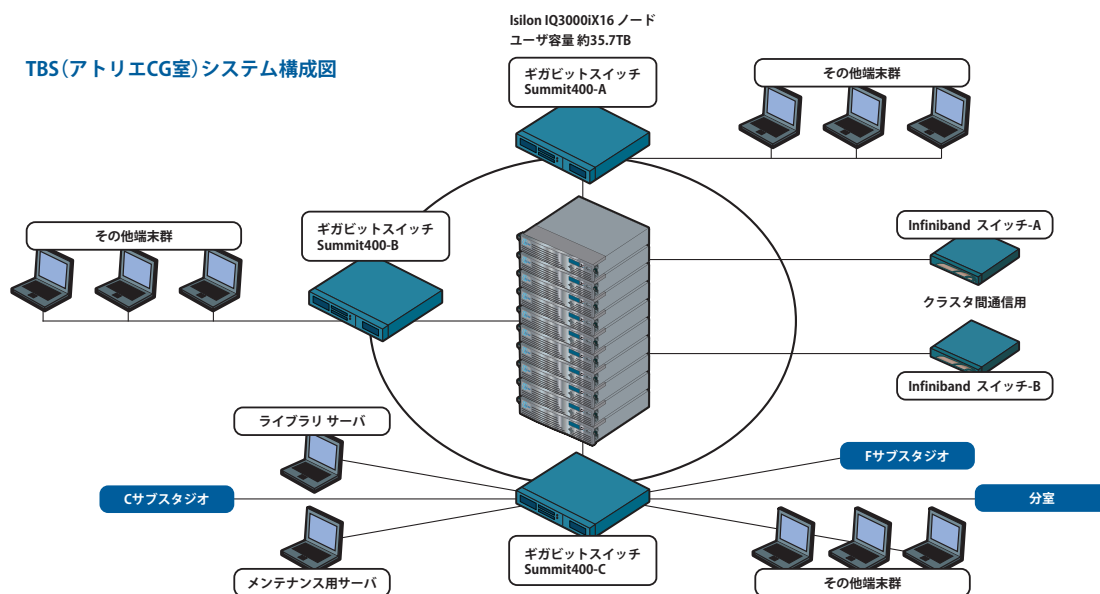 Isilon IQ3000iX16 ノード
ユーザ容量 約35.7TB
TBS（アトリエCG室）システム構成図
ギガビットスイッチ
Summit400-A
その他端末群
その他端末群
ギガビットスイッチ
Summit400-B
Infiniband スイッチ-A
クラスタ間通信用
Infiniband スイッチ-B
ライブラリ サーバ
Fサブスタジオ
Cサブスタジオ
分室
メンテナンス用サーバ
ギガビットスイッチ
Summit400-C
その他端末群